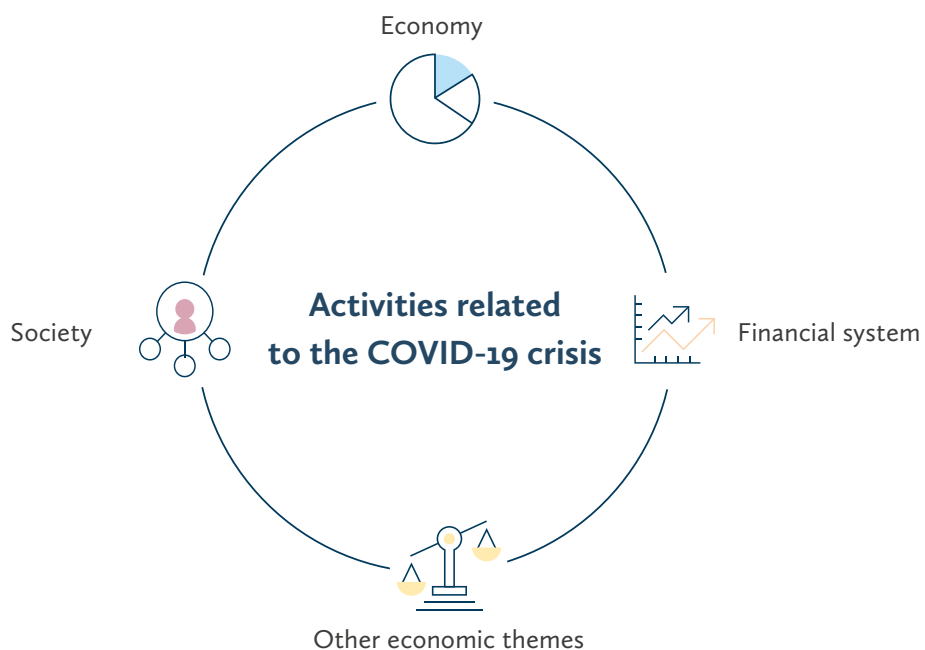 Economy
Society
Activities related
to the COVID-19 crisis
Financial system
Other economic themes